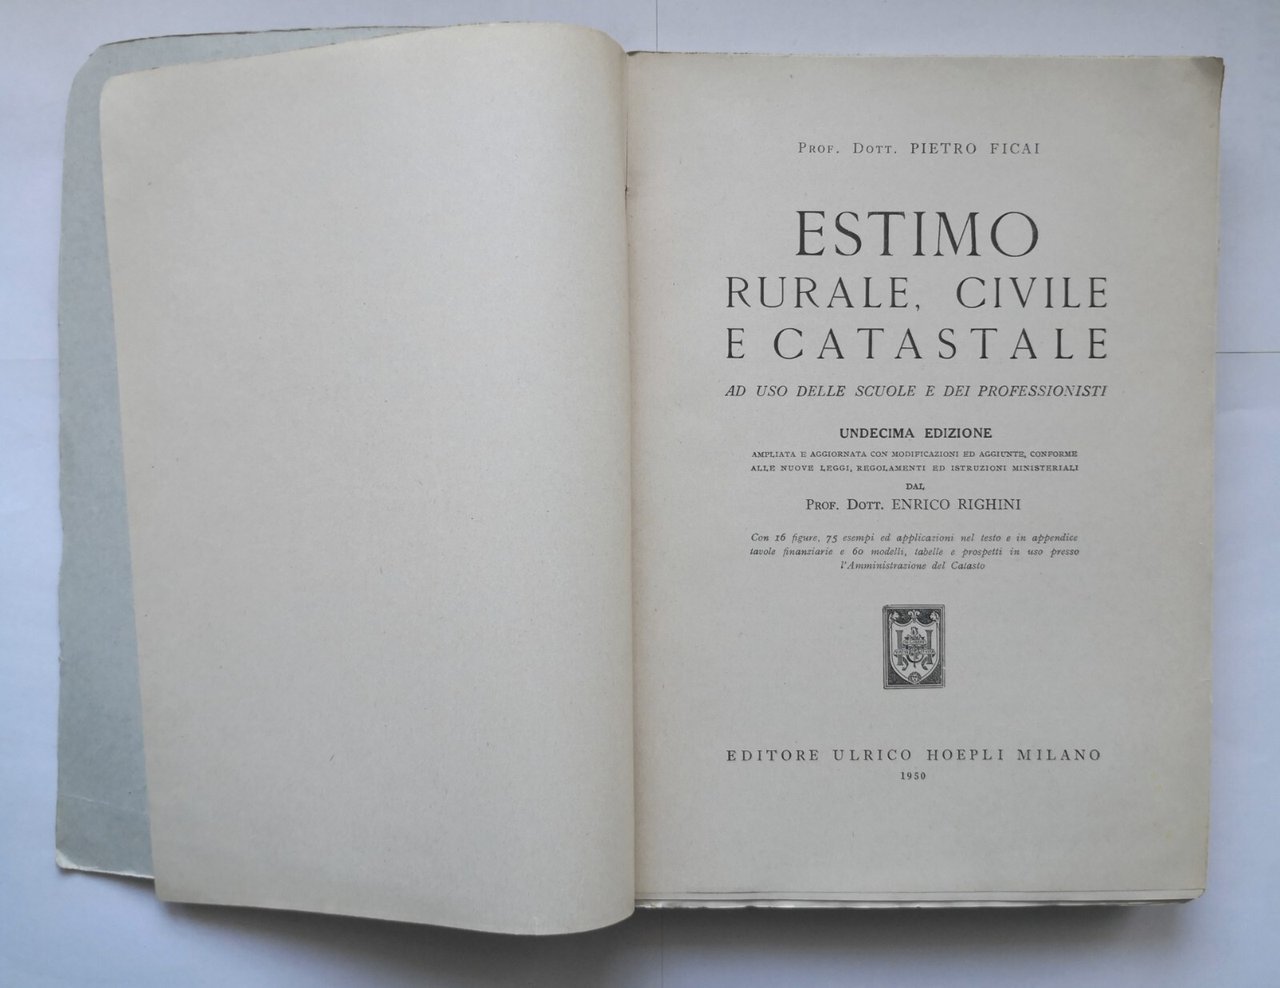 Prof. Dott. PIETRO FICAI
ESTIMO
RURALE, CIVILE
E CATASTALE
AD USO DELLE SCUOLE E DEI PROFESSIONISTI
UNDECIMA EDIZIONE
AMPLIATA E AGGIORNATA CON MODIFICAZIONI ED AGGIUNTE, CONFORME
ALLE NUOVE LEGGI, REGOLAMENTI ED ISTRUZIONI MINISTERIALI
DAL
Prof. Dott. ENRICO RIGHINI
Con 16 figure, 75 esempi ed applicazioni nel testo e in appendice
tavole finanziarie e 60 modelli, tabelle e prospetti in uso presso
l'Amministrazione del Catasto
EDITORE ULRICO HOEPLI MILANO
1950